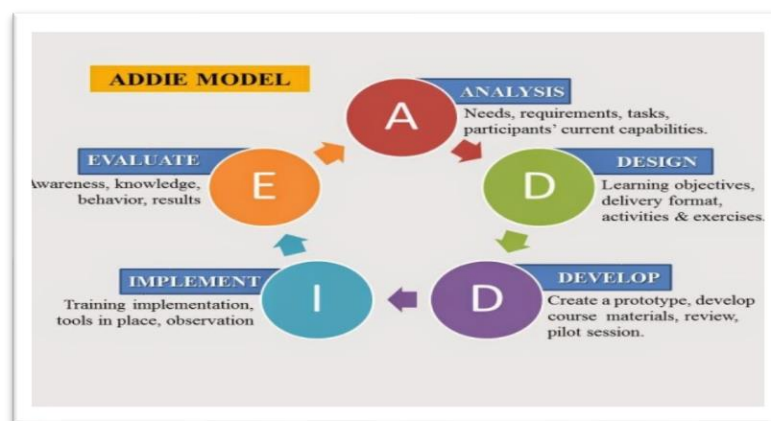 ADDIE MODEL
A
ANALYSIS
Needs, requirements, tasks,
participants' current capabilities.
D
DESIGN
Learning objectives,
delivery format,
activities & exercises.
D
DEVELOP
Create a prototype, develop
course materials, review,
pilot session.
I
IMPLEMENT
Training implementation,
tools in place, observation
E
EVALUATE
Awareness, knowledge,
behavior, results